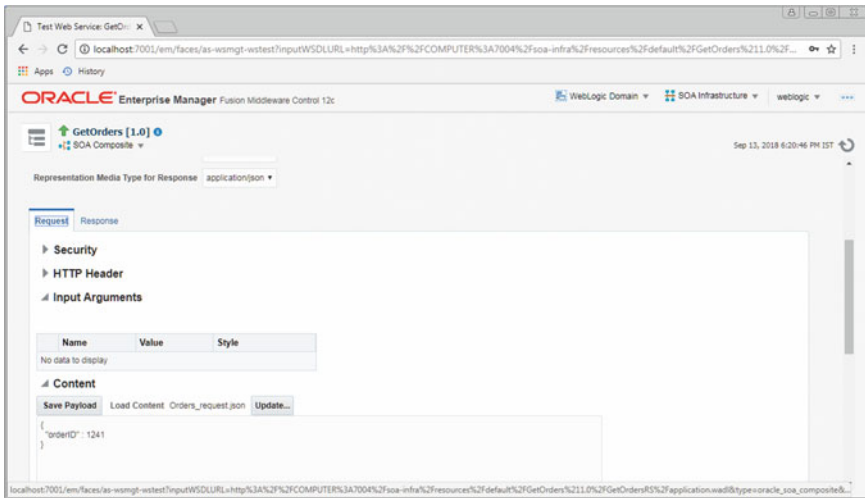 Test Web Service: GetOr
localhost:7001/em/faces/as-wsmgt-wstest?inputWSDLURL=http%3A%2F%2FCOMPUTER%3A7004%2Fsoa-infra%2Fresources%2Fdefault%2FGetOrders%211.0%2F...
Apps History
ORACLE Enterprise Manager Fusion Middleware Control 12c WebLogic Domain SOA Infrastructure weblogic
GetOrders [1.0]
SOA Composite Sep 13, 2018 6:20:46 PM IST
Representation Media Type for Response application/json
Request Response
Security
HTTP Header
Input Arguments
Name Value Style
No data to display
Content
Save Payload Load Content Orders_request.json Update...
{
"orderID" : 1241
}
localhost:7001/em/faces/as-wsmgt-wstest?inputWSDLURL=http%3A%2F%2FCOMPUTER%3A7004%2Fsoa-infra%2Fresources%2Fdefault%2FGetOrders%211.0%2FGetOrdersRS%2Fapplication.wadl&type=oracle_soa_composite&...